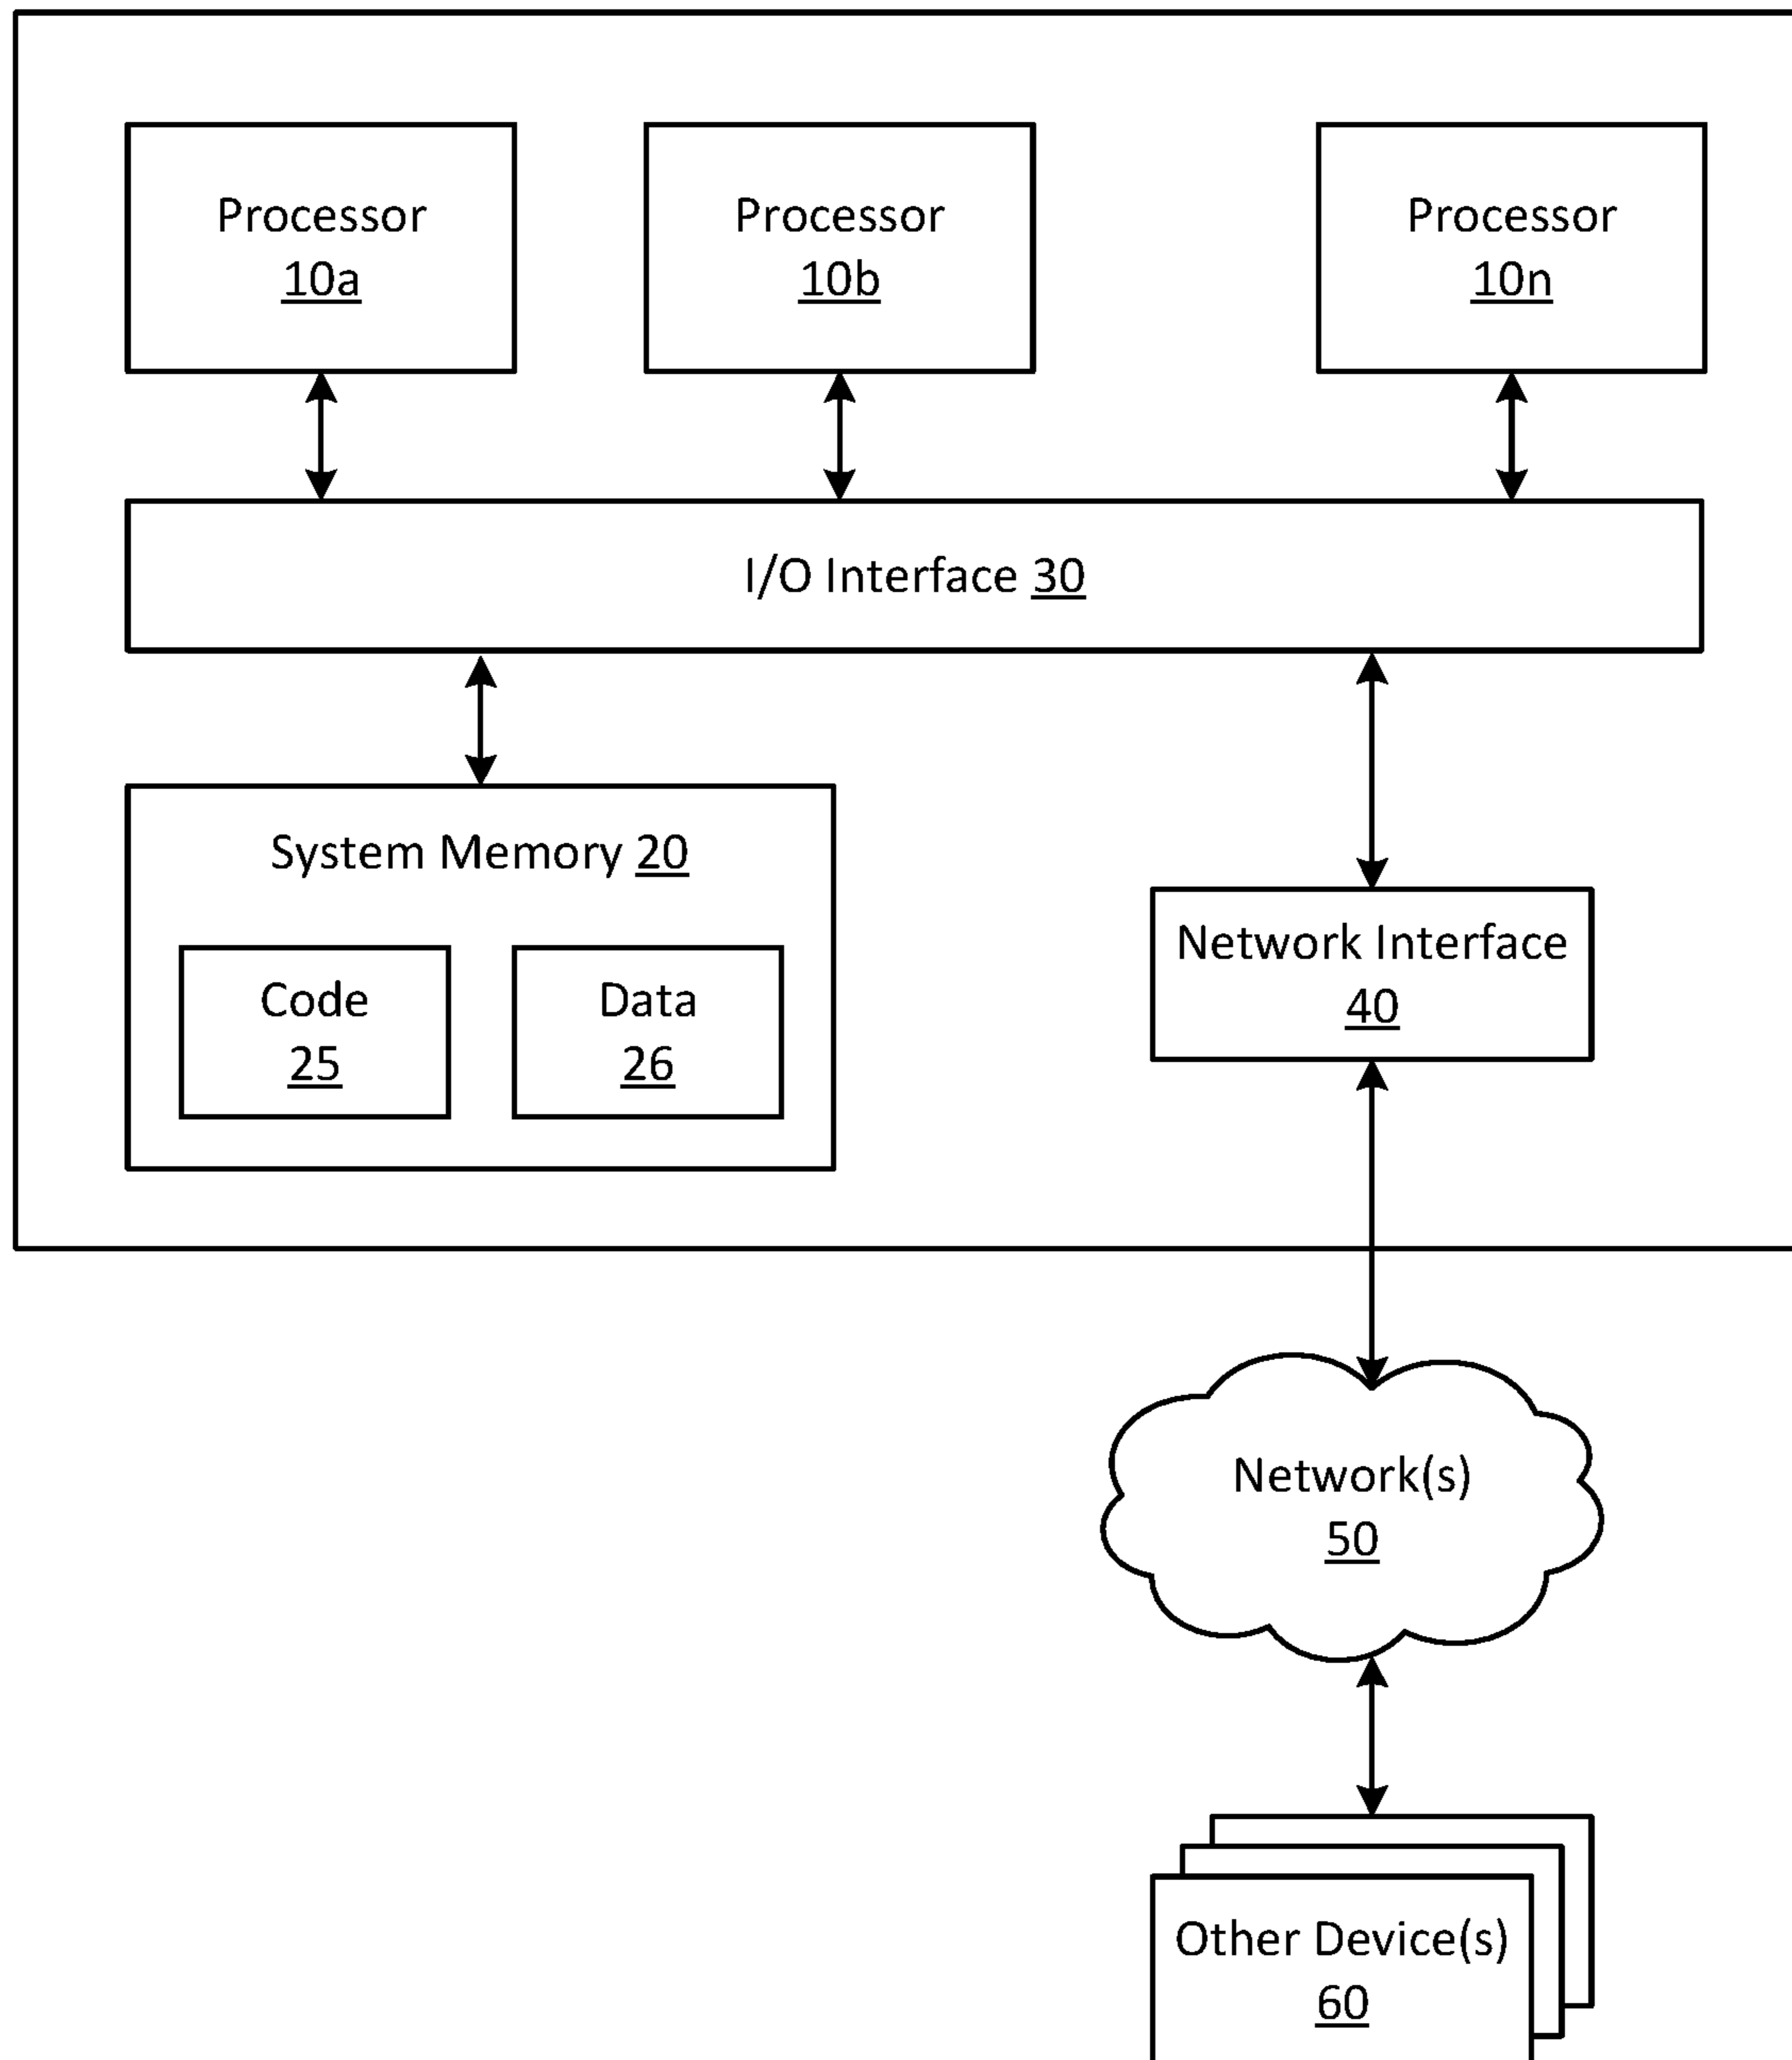 Processor
10a
Processor
10b
Processor
10n
I/O Interface 30
System Memory 20
Code
25
Data
26
Network Interface
40
Network(s)
50
Other Device(s)
60